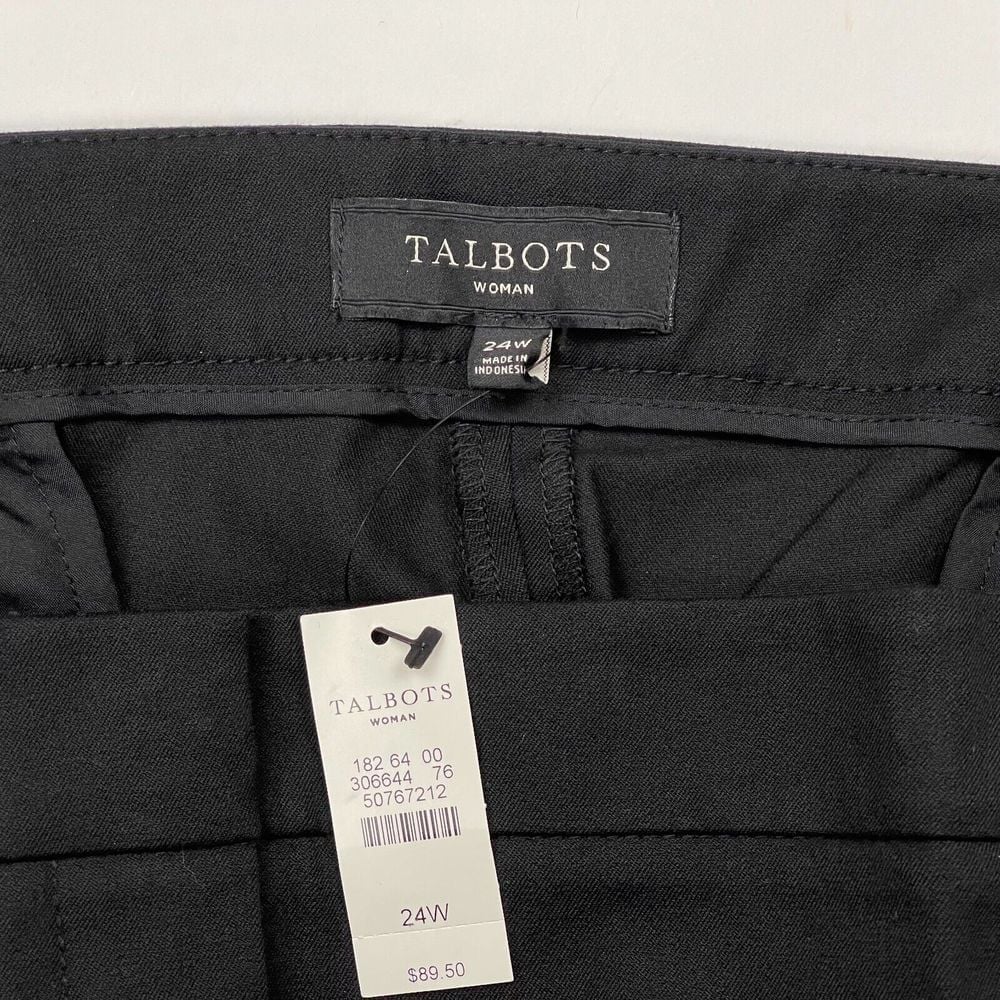 TALBOTS
WOMAN
24W
MADE IN
TALBOTS
WOMAN
182 64 00
306644 76
50767212
24W
$89.50